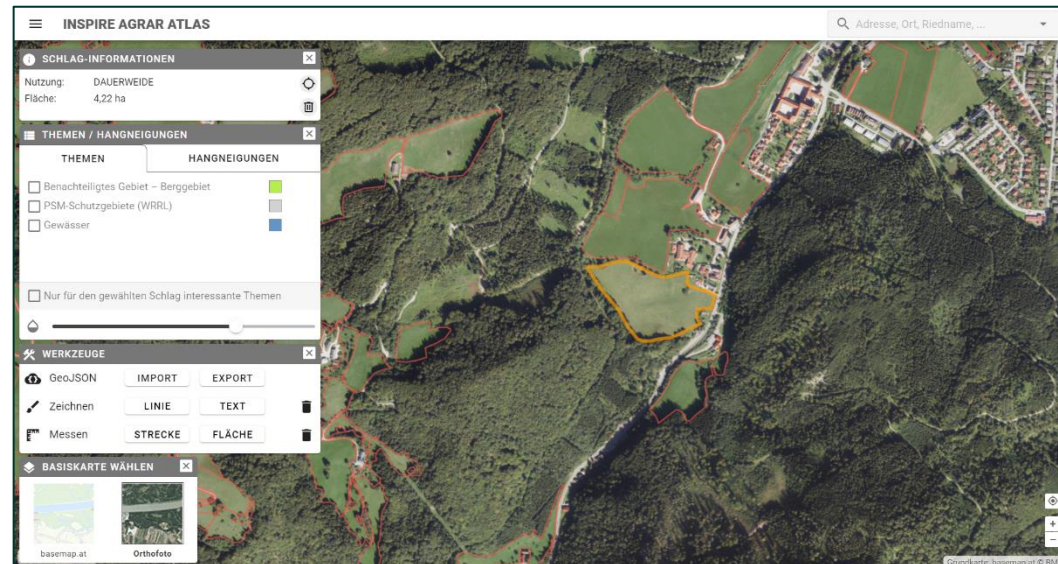 INSPIRE AGRAR ATLAS
Adresse, Ort, Riedname, ...
SCHLAG-INFORMATIONEN
Nutzung: DAUERWEIDE
Fläche: 4,22 ha
THEMEN / HANGNEIGUNGEN
THEMEN HANGNEIGUNGEN
Benachteiligtes Gebiet – Berggebiet
PSM-Schutzgebiete (WRRL)
Gewässer
Nur für den gewählten Schlag interessante Themen
WERKZEUGE
GeoJSON IMPORT EXPORT
Zeichnen LINIE TEXT
Messen STRECKE FLÄCHE
BASISKARTE WÄHLEN
basemap.at Orthofoto
Grundkarte: basemap.at © BM